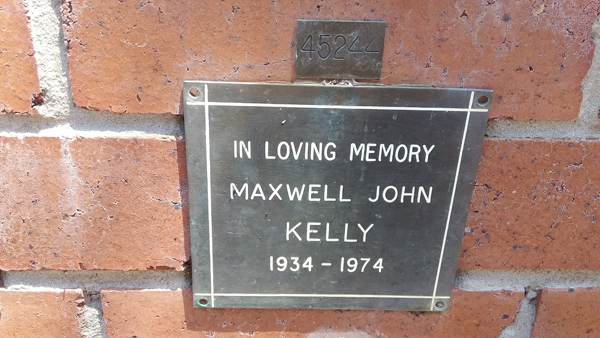 45244
IN LOVING MEMORY
MAXWELL JOHN
KELLY
1934 - 1974